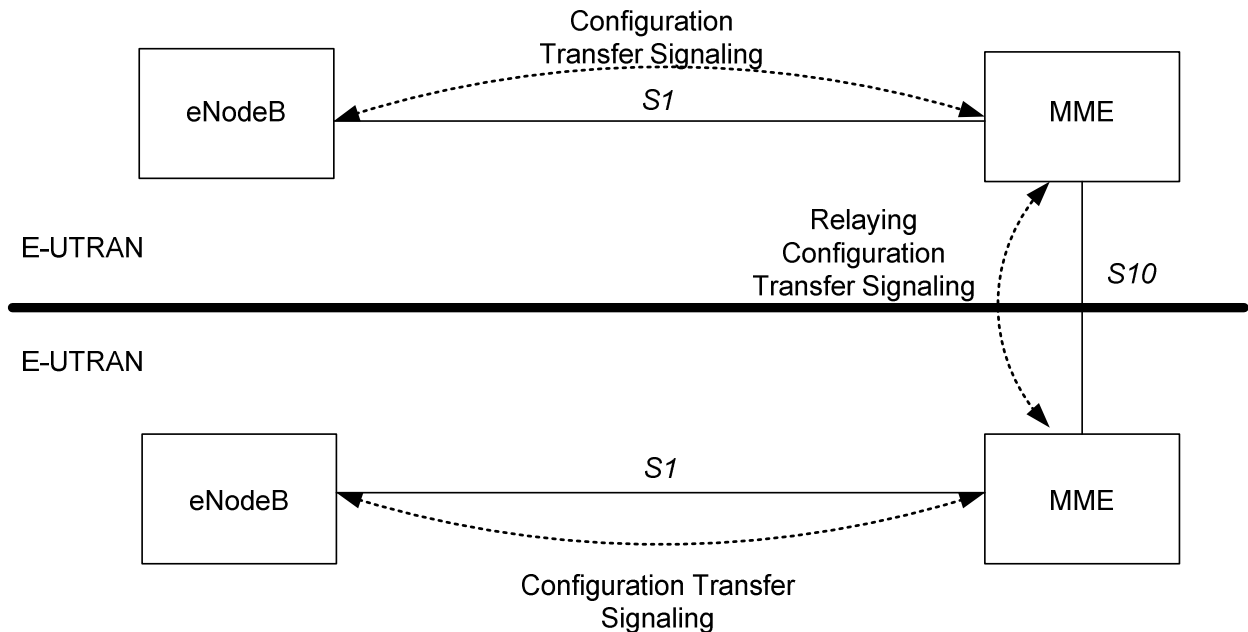 Configuration
Transfer Signaling
eNodeB
S1
MME
Relaying
Configuration
Transfer Signaling
E-UTRAN
S10
E-UTRAN
eNodeB
S1
MME
Configuration Transfer
Signaling